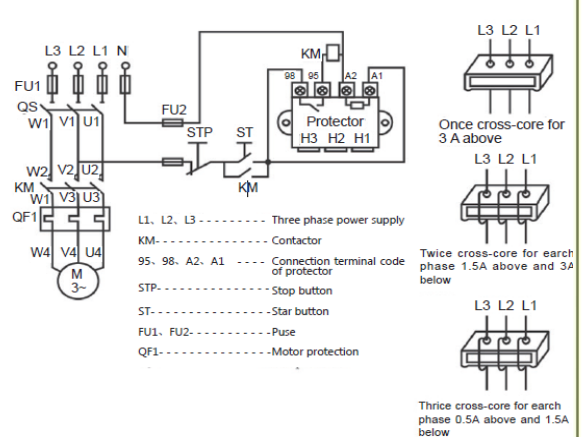 L3 L2 L1 N
FU1
QS
W1 V1 U1
W2 V2 U2
KM
W1 V3 U3
QF1
W4 V4 U4
M
3~
FU2
STP
ST
KM
KM
98 95 A2 A1
Protector
H3 H2 H1
L1、L2、L3 - - - - - - - - - Three phase power supply
KM- - - - - - - - - - - - - - Contactor
95、98、A2、A1 - - - - Connection terminal code
of protector
STP- - - - - - - - - - - - - -Stop button
ST- - - - - - - - - - - - - - -Star button
FU1、FU2- - - - - - - - - - -Puse
QF1- - - - - - - - - - - - - -Motor protection
L3 L2 L1
Once cross-core for
3 A above
L3 L2 L1
Twice cross-core for earch
phase 1.5A above and 3A
below
L3 L2 L1
Thrice cross-core for earch
phase 0.5A above and 1.5A
below